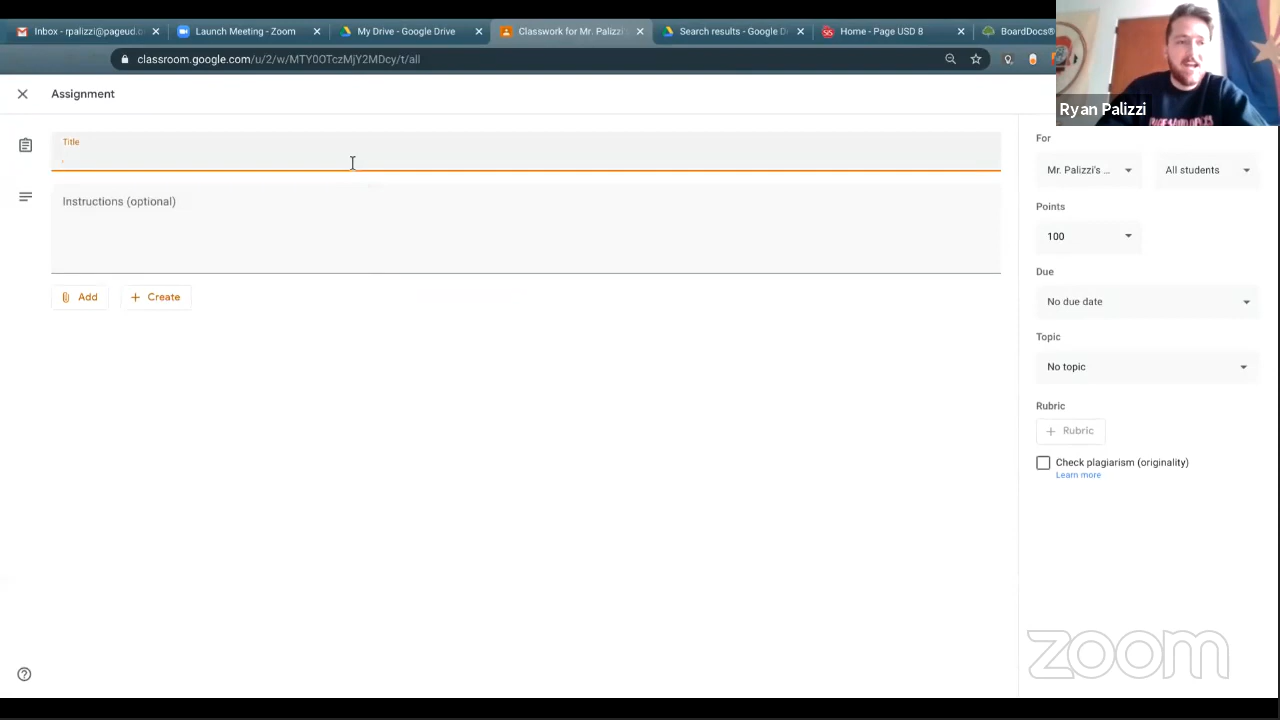 Inbox - rpalizzi@pageud.o
Launch Meeting - Zoom
My Drive - Google Drive
Classwork for Mr. Palizzi
Search results - Google D
Home - Page USD 8
BoardDocs®
classroom.google.com/u/2/w/MTY0OTczMjY2MDcy/t/all
Ryan Palizzi
Assignment
Title
Instructions (optional)
Add
Create
For
Mr. Palizzi's ...
All students
Points
100
Due
No due date
Topic
No topic
Rubric
Rubric
Check plagiarism (originality)
Learn more
zoom